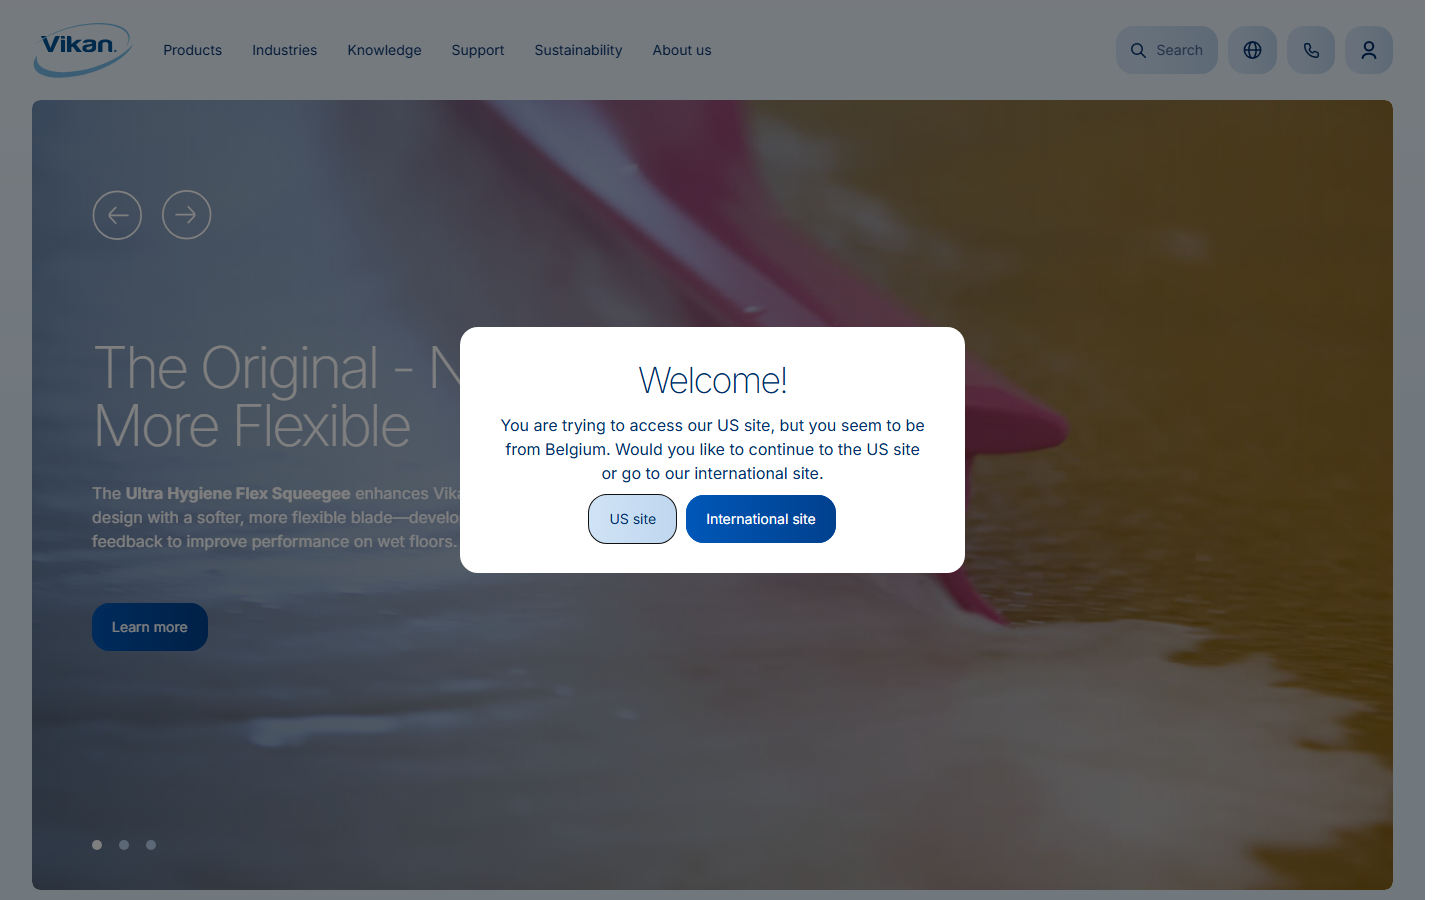 Vikan.
Products Industries Knowledge Support Sustainability About us
Search
The Original - N
More Flexible
The Ultra Hygiene Flex Squeegee enhances
design with a softer, more flexible
feedback to improve performance on wet floors.
Learn more
Welcome!
You are trying to access our US site, but you seem to be
from Belgium. Would you like to continue to the US site
or go to our international site.
US site
International site